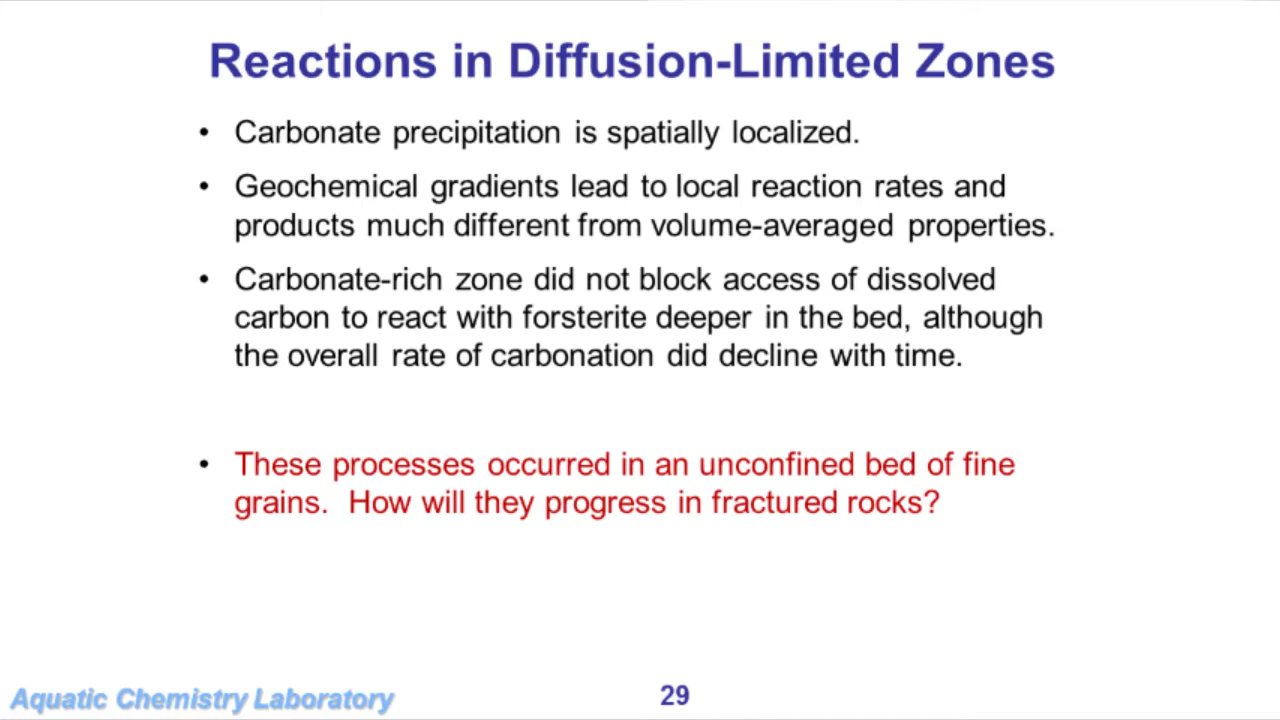 Reactions in Diffusion-Limited Zones
• Carbonate precipitation is spatially localized.
• Geochemical gradients lead to local reaction rates and
products much different from volume-averaged properties.
• Carbonate-rich zone did not block access of dissolved
carbon to react with forsterite deeper in the bed, although
the overall rate of carbonation did decline with time.
• These processes occurred in an unconfined bed of fine
grains. How will they progress in fractured rocks?
Aquatic Chemistry Laboratory
29